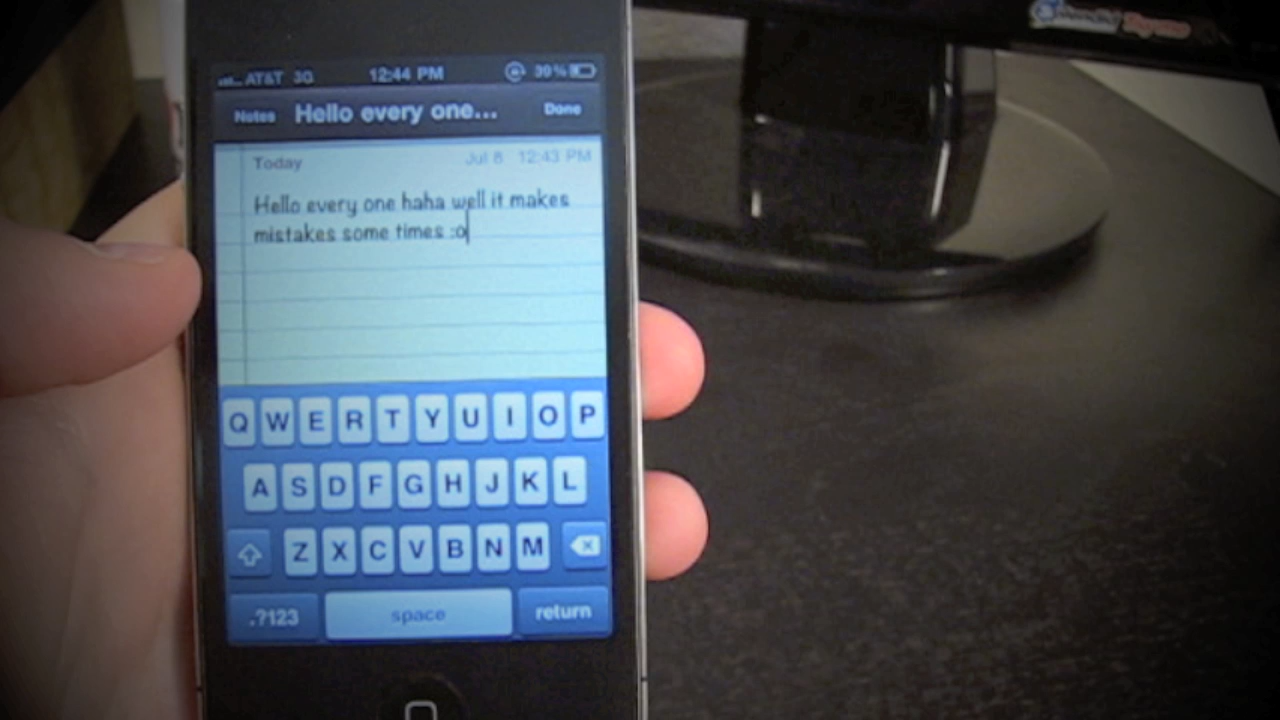 AT&T 3G 12:44 PM 39%
Notes Hello every one... Done
Today Jul 8 12:43 PM
Hello every one haha well it makes
mistakes some times :o
Q W E R T Y U I O P
A S D F G H J K L
Z X C V B N M
.?123 space return